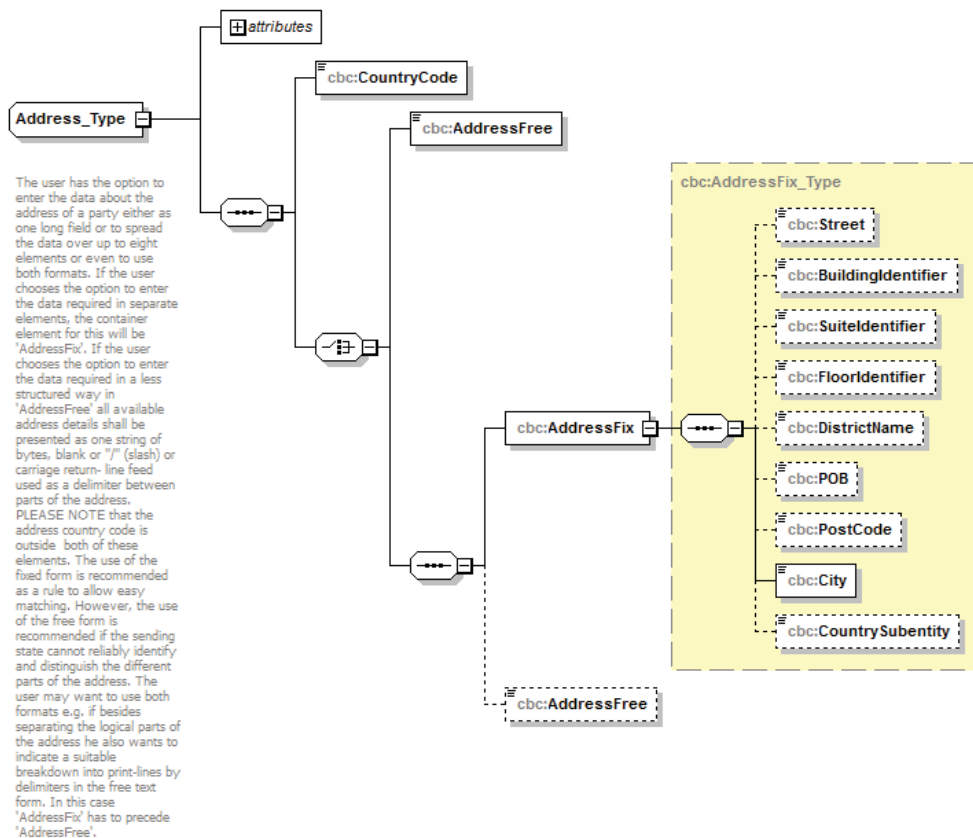 attributes
cbc:CountryCode
Address_Type
cbc:AddressFree
The user has the option to
enter the data about the
address of a party either as
one long field or to spread
the data over up to eight
elements or even to use
both formats. If the user
chooses the option to enter
the data required in separate
elements, the container
element for this will be
'AddressFix'. If the user
chooses the option to enter
the data required in a less
structured way in
'AddressFree' all available
address details shall be
presented as one string of
bytes, blank or "/" (slash) or
carriage return- line feed
used as a delimiter between
parts of the address.
PLEASE NOTE that the
address country code is
outside  both of these
elements. The use of the
fixed form is recommended
as a rule to allow easy
matching. However, the use
of the free form is
recommended if the sending
state cannot reliably identify
and distinguish the different
parts of the address. The
user may want to use both
formats e.g. if besides
separating the logical parts of
the address he also wants to
indicate a suitable
breakdown into print-lines by
delimiters in the free text
form. In this case
'AddressFix' has to precede
'AddressFree'.
cbc:AddressFix
cbc:AddressFix_Type
cbc:Street
cbc:BuildingIdentifier
cbc:SuiteIdentifier
cbc:FloorIdentifier
cbc:DistrictName
cbc:POB
cbc:PostCode
cbc:City
cbc:CountrySubentity
cbc:AddressFree